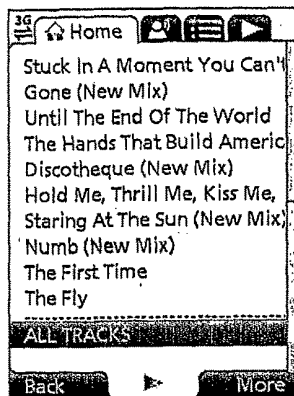 3G
Home
Stuck In A Moment You Can't
Gone (New Mix)
Until The End Of The World
The Hands That Build Americ
Discotheque (New Mix)
Hold Me, Thrill Me, Kiss Me,
Staring At The Sun (New Mix)
Numb (New Mix)
The First Time
The Fly
ALL TRACKS
Back
More